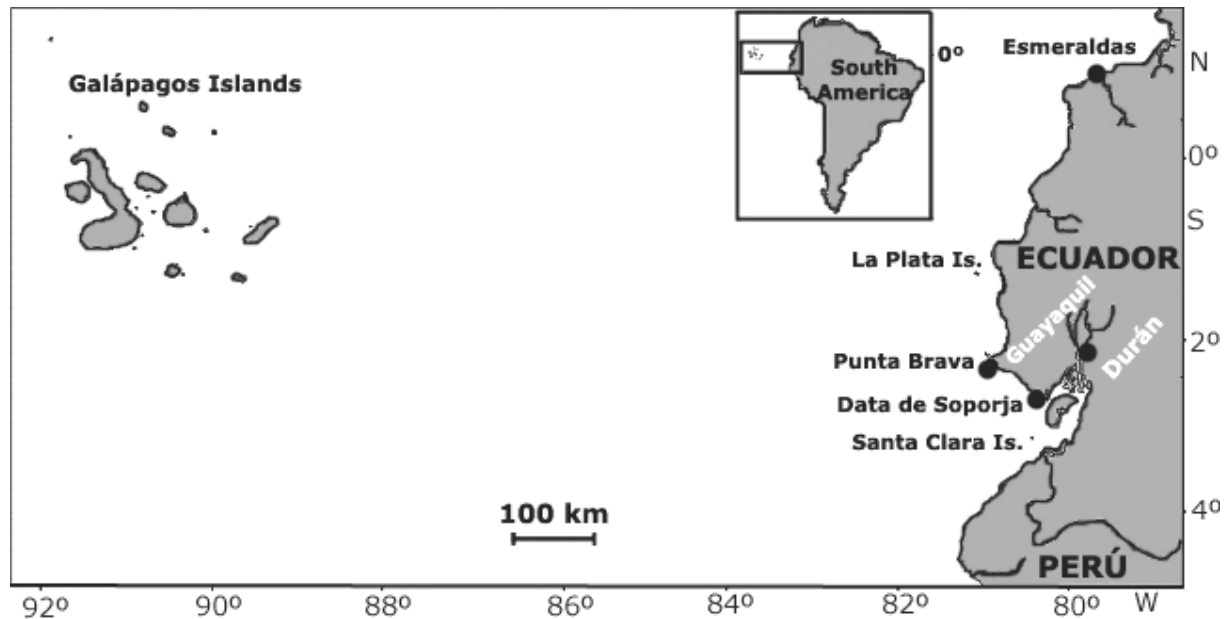 Galápagos Islands
0º
South
America
Esmeraldas
N
0º
S
La Plata Is.
ECUADOR
Guayaquil
Durán
2º
Punta Brava
Data de Soporja
Santa Clara Is.
100 km
4º
PERÚ
92º 90º 88º 86º 84º 82º 80º W